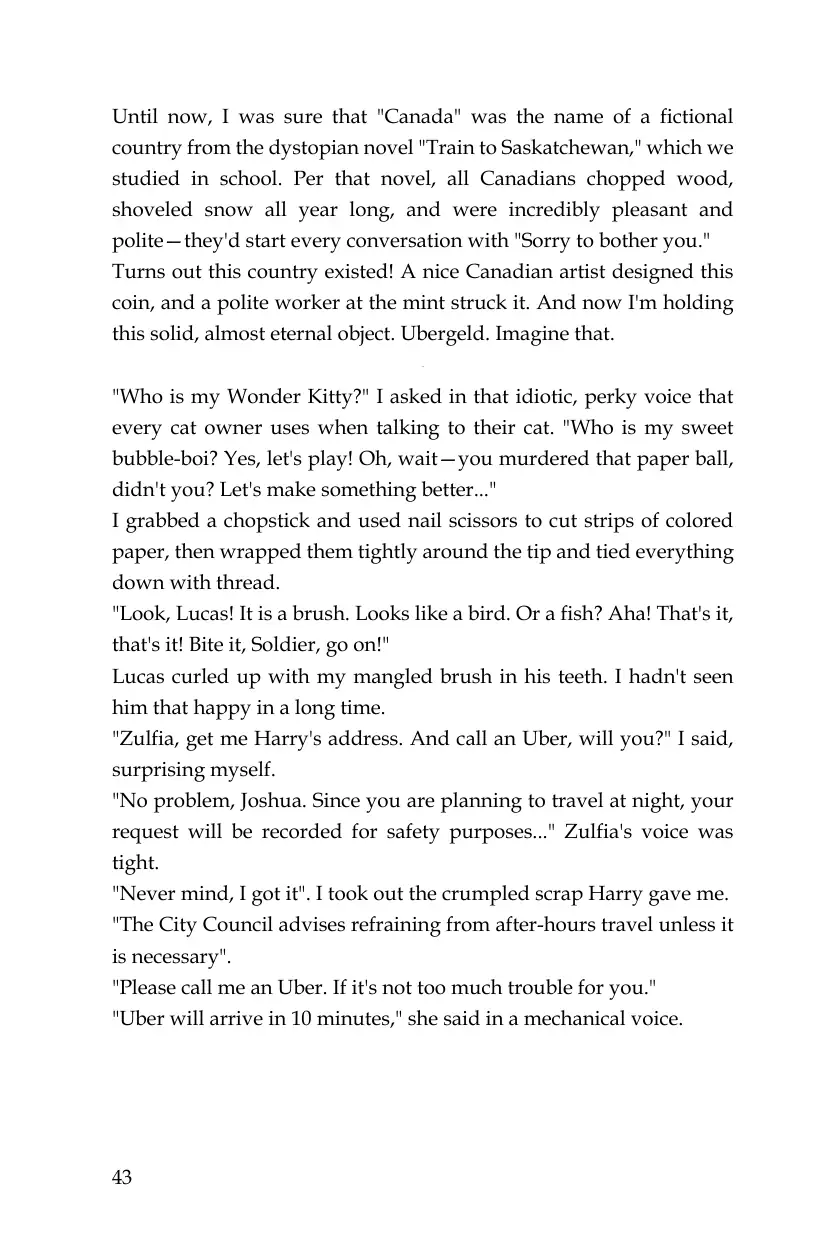 Until now, I was sure that "Canada" was the name of a fictional
country from the dystopian novel "Train to Saskatchewan," which we
studied in school. Per that novel, all Canadians chopped wood,
shoveled snow all year long, and were incredibly pleasant and
polite—they'd start every conversation with "Sorry to bother you."
Turns out this country existed! A nice Canadian artist designed this
coin, and a polite worker at the mint struck it. And now I'm holding
this solid, almost eternal object. Ubergeld. Imagine that.
"Who is my Wonder Kitty?" I asked in that idiotic, perky voice that
every cat owner uses when talking to their cat. "Who is my sweet
bubble-boi? Yes, let's play! Oh, wait—you murdered that paper ball,
didn't you? Let's make something better..."
I grabbed a chopstick and used nail scissors to cut strips of colored
paper, then wrapped them tightly around the tip and tied everything
down with thread.
"Look, Lucas! It is a brush. Looks like a bird. Or a fish? Aha! That's it,
that's it! Bite it, Soldier, go on!"
Lucas curled up with my mangled brush in his teeth. I hadn't seen
him that happy in a long time.
"Zulfia, get me Harry's address. And call an Uber, will you?" I said,
surprising myself.
"No problem, Joshua. Since you are planning to travel at night, your
request will be recorded for safety purposes..." Zulfia's voice was
tight.
"Never mind, I got it". I took out the crumpled scrap Harry gave me.
"The City Council advises refraining from after-hours travel unless it
is necessary".
"Please call me an Uber. If it's not too much trouble for you."
"Uber will arrive in 10 minutes," she said in a mechanical voice.
43